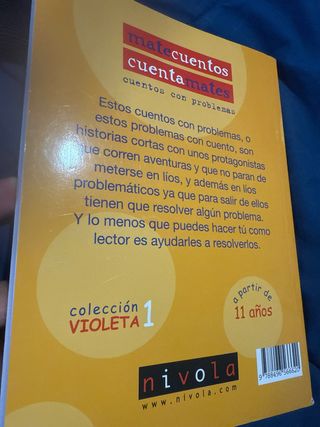 matecuentos
cuentamates
cuentos con problemas
Estos cuentos con problemas, o
estos problemas con cuento, son
historias cortas con unos protagonistas
que corren aventuras y que no paran de
meterse en líos, y además en líos
problemáticos ya que para salir de ellos
tienen que resolver algún problema.
Y lo menos que puedes hacer tú como
lector es ayudarles a resolverlos.
colección
VIOLETA 1
a partir de
11 años
nivola
www.nivola.com